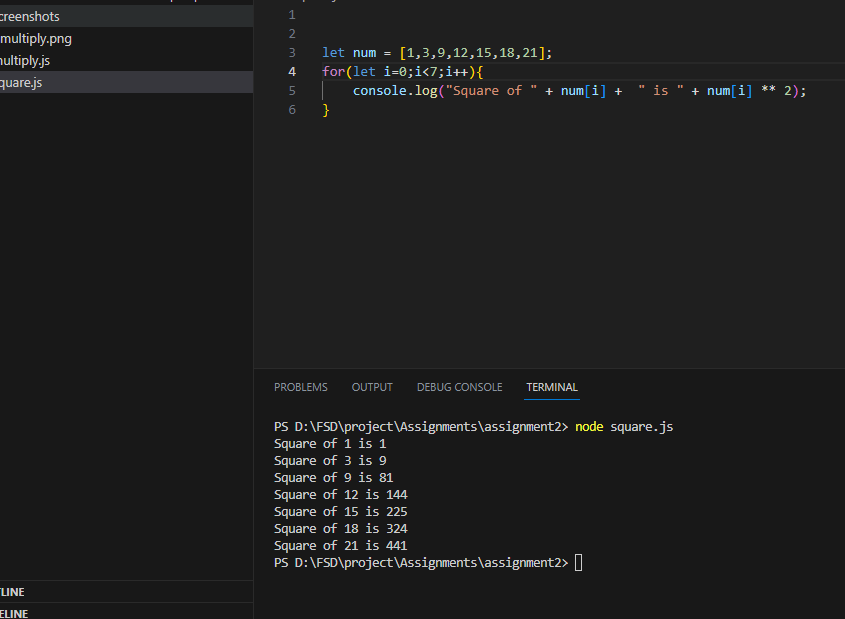 creenshots
multiply.png
nultiply.js
quare.js
1
2
3 let num = [1,3,9,12,15,18,21];
4 for(let i=0;i<7;i++){
5 console.log("Square of " + num[i] +  " is " + num[i] ** 2);
6 }
PROBLEMS OUTPUT DEBUG CONSOLE TERMINAL
PS D:\FSD\project\Assignments\assignment2> node square.js
Square of 1 is 1
Square of 3 is 9
Square of 9 is 81
Square of 12 is 144
Square of 15 is 225
Square of 18 is 324
Square of 21 is 441
PS D:\FSD\project\Assignments\assignment2>
LINE
ELINE